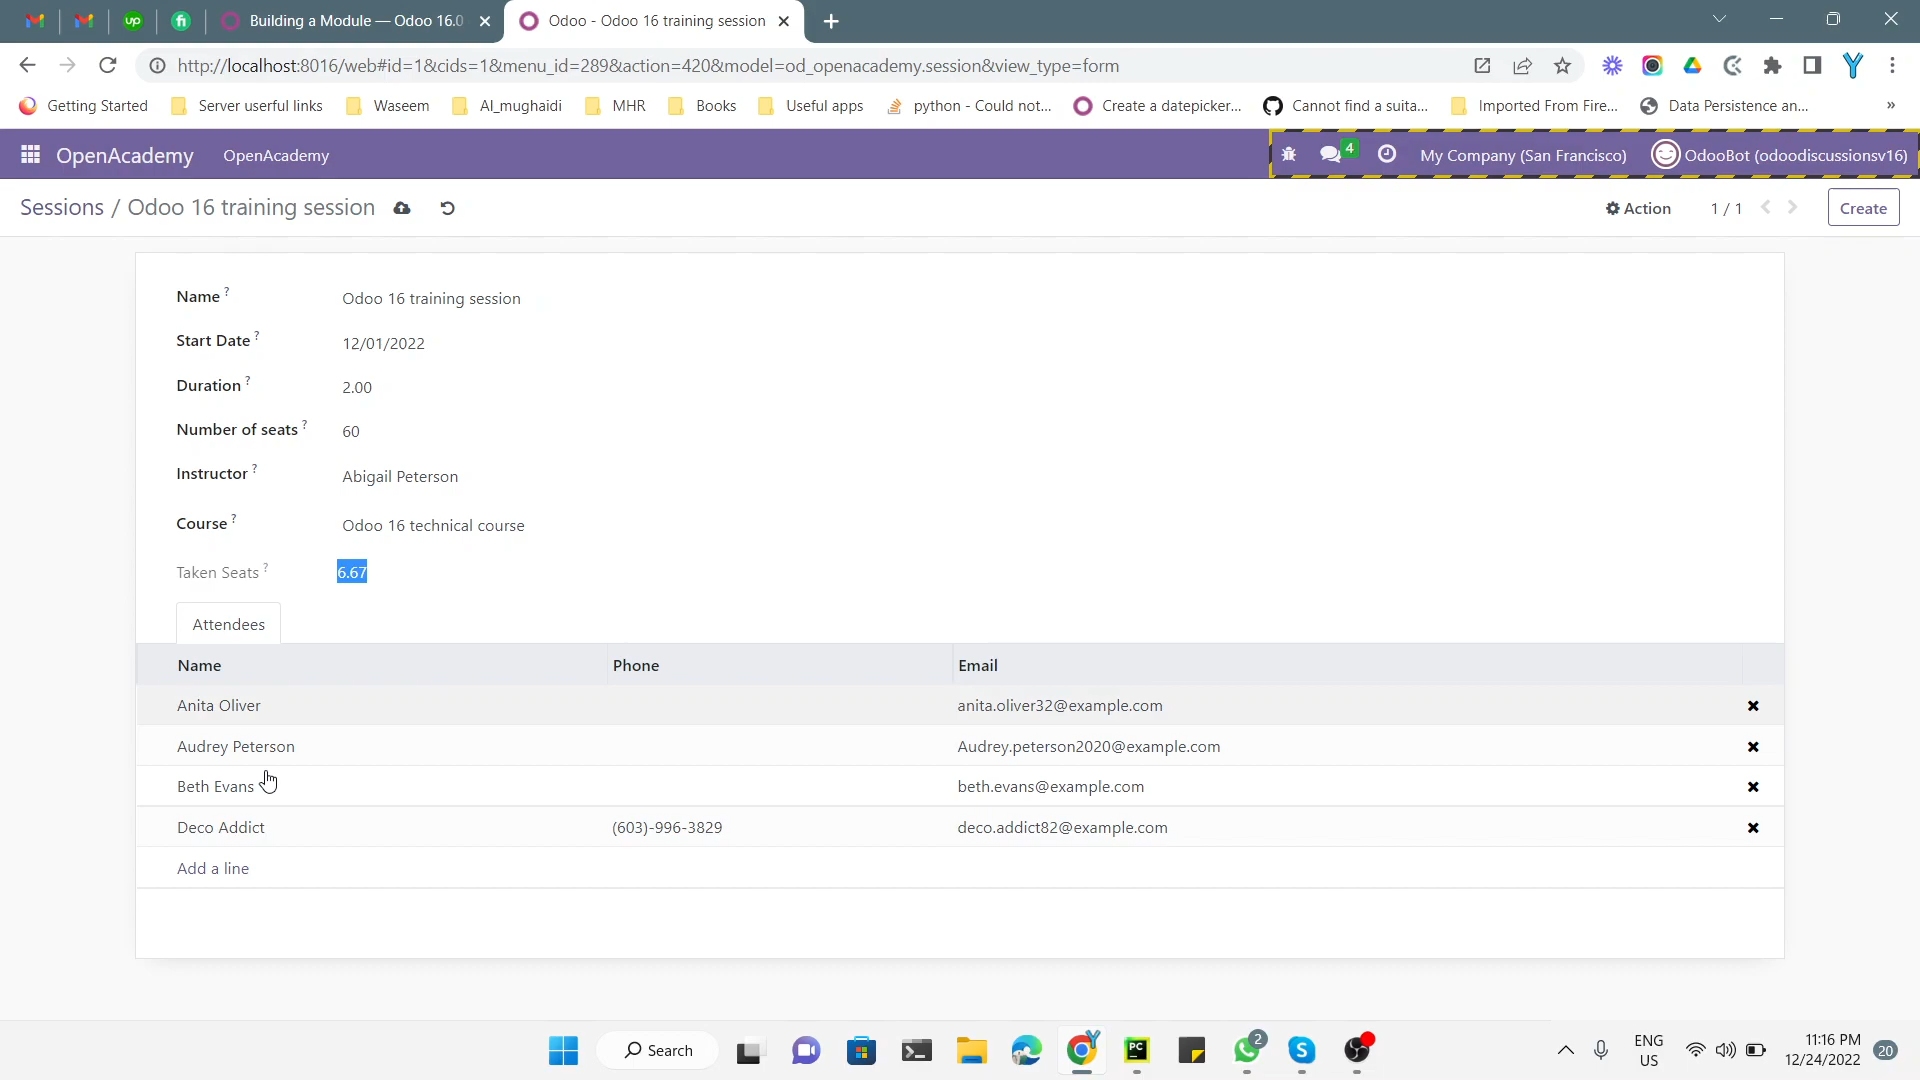 up
fi
Building a Module — Odoo 16.0
Odoo - Odoo 16 training session
http://localhost:8016/web#id=1&cids=1&menu_id=289&action=420&model=od_openacademy.session&view_type=form
Getting Started
Server useful links
Waseem
Al_mughaidi
MHR
Books
Useful apps
python - Could not...
Create a datepicker...
Cannot find a suita...
Imported From Fire...
Data Persistence an...
»
OpenAcademy
OpenAcademy
4
My Company (San Francisco)
OdooBot (odoodiscussionsv16)
Sessions / Odoo 16 training session
Action
1 / 1
Create
Name ?
Odoo 16 training session
Start Date ?
12/01/2022
Duration ?
2.00
Number of seats ?
60
Instructor ?
Abigail Peterson
Course ?
Odoo 16 technical course
Taken Seats ?
6.67
Attendees
Name Phone Email
Anita Oliver anita.oliver32@example.com
Audrey Peterson Audrey.peterson2020@example.com
Beth Evans beth.evans@example.com
Deco Addict (603)-996-3829 deco.addict82@example.com
Add a line
Search
PC
2
S
ENG
US
11:16 PM
12/24/2022
20